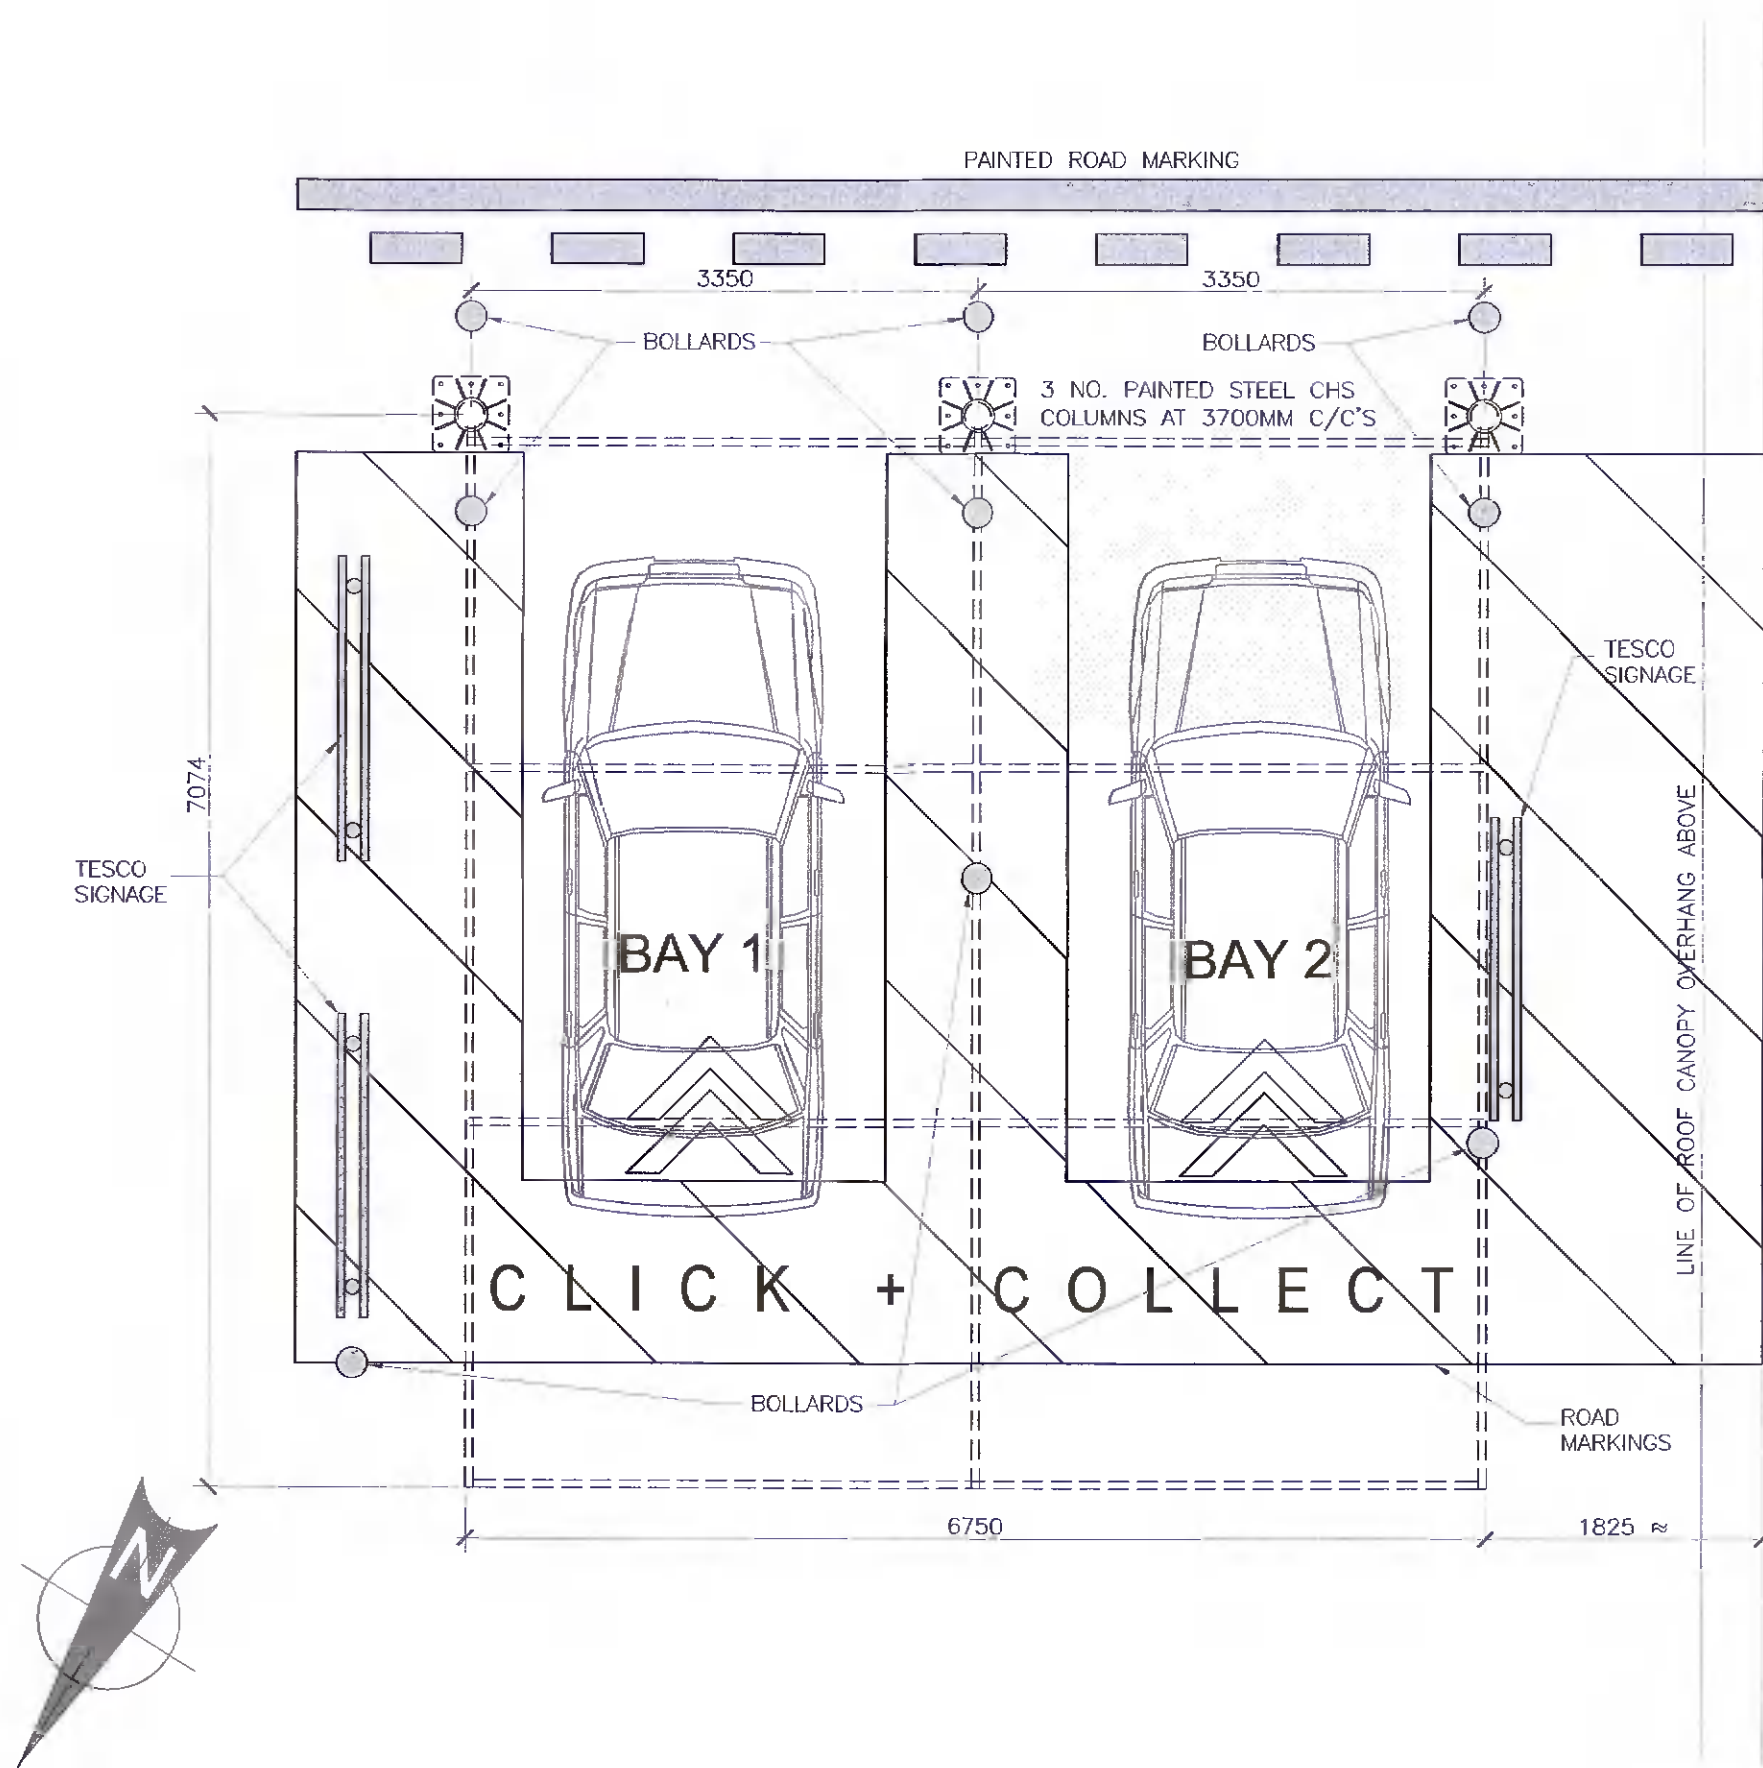 PAINTED ROAD MARKING
3350
3350
BOLLARDS
BOLLARDS
3 NO. PAINTED STEEL CHS
COLUMNS AT 3700MM C/C'S
TESCO
SIGNAGE
7074
TESCO
SIGNAGE
LINE OF ROOF CANOPY OVERHANG ABOVE
BAY 1
BAY 2
CLICK + COLLECT
BOLLARDS
ROAD
MARKINGS
6750
1825 ≈
N